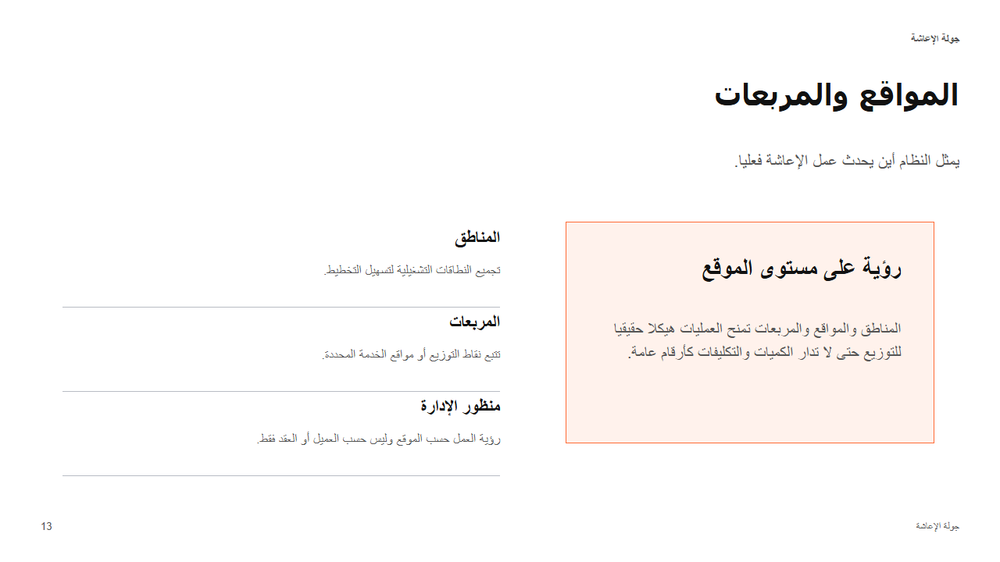 جولة الإعاشة
المواقع والمربعات
يمثل النظام أين يحدث عمل الإعاشة فعليا.
رؤية على مستوى الموقع
المناطق والمواقع والمربعات تمنح العمليات هيكلا حقيقيا
للتوزيع حتى لا تدار الكميات والتكليفات كأرقام عامة.
المناطق
تجميع النطاقات التشغيلية لتسهيل التخطيط.
المربعات
تتبع نقاط التوزيع أو مواقع الخدمة المحددة.
منظور الإدارة
رؤية العمل حسب الموقع وليس حسب العميل أو العقد فقط.
جولة الإعاشة
13